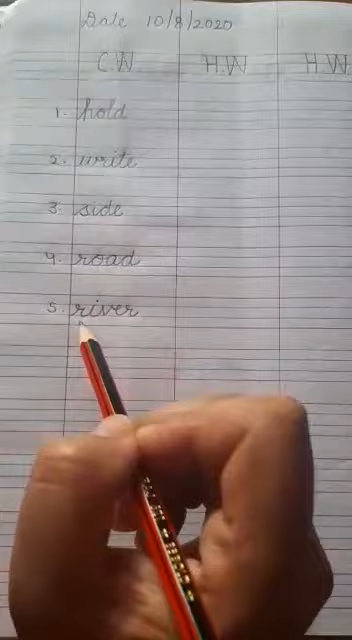 Date 10/8/2020
C.W. H.W H.W
1. hold
2. write
3. side
4. road
5. river